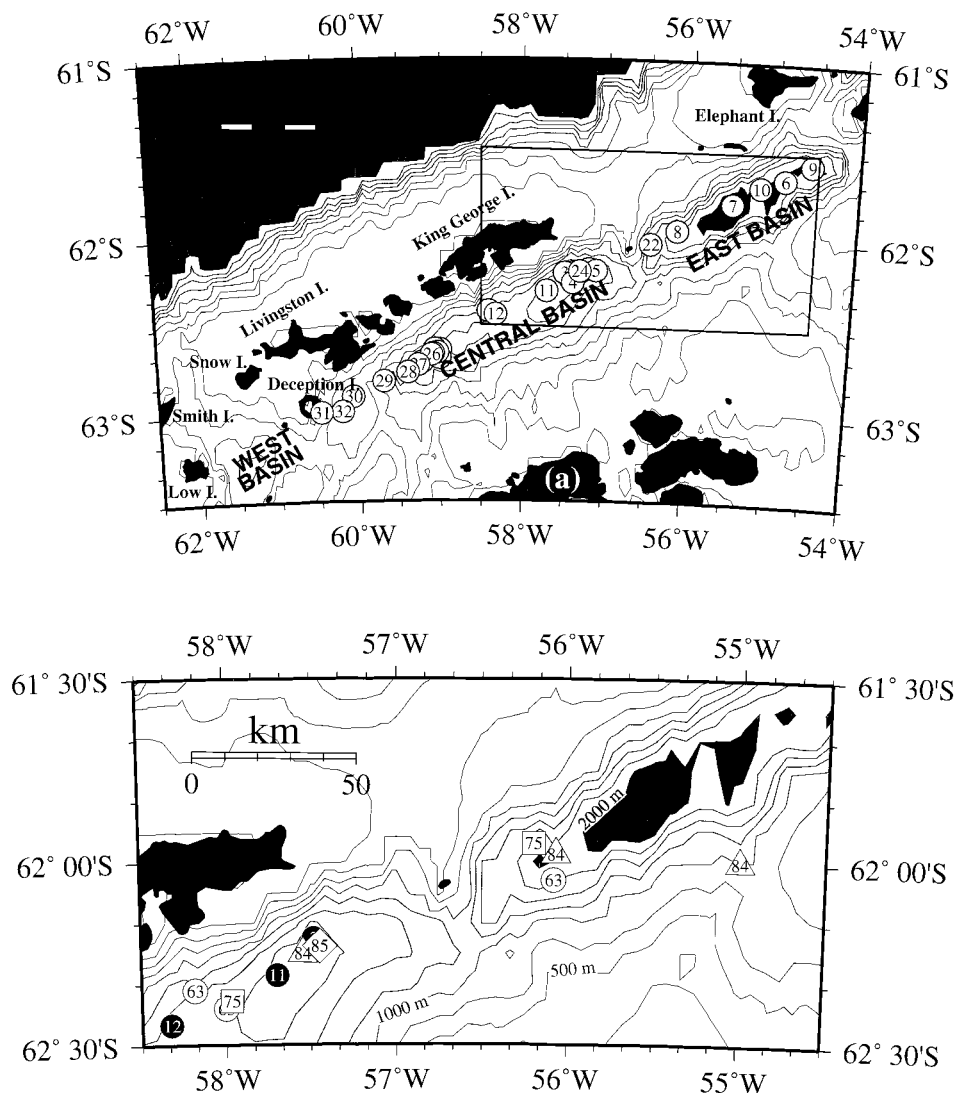 62°W 60°W 58°W 56°W 54°W
61°S 61°S
Elephant I.
9
10 6
7
King George I.
62°S 8 62°S
22
EAST BASIN
24 5
4
11
Livingston I.
12
CENTRAL BASIN
26
Snow I.
28
29
Deception I.
30
31 32
Smith I.
63°S 63°S
WEST
BASIN
Low I.
(a)
62°W 60°W 58°W 56°W 54°W
58°W 57°W 56°W 55°W
61° 30'S 61° 30'S
km
0 50
2000 m
75
84
84
62° 00'S 62° 00'S
63
85
84
11
500 m
63
75
1000 m
12
62° 30'S 62° 30'S
58°W 57°W 56°W 55°W